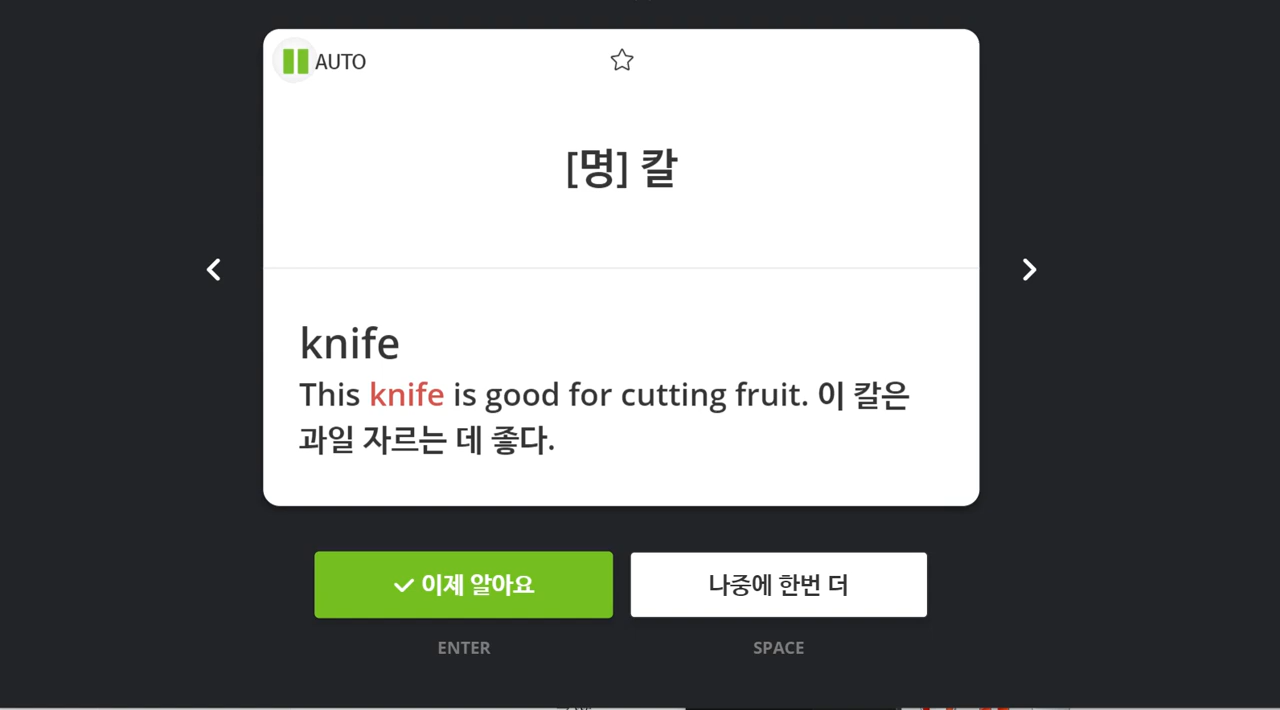 AUTO
[명] 칼
knife
This knife is good for cutting fruit. 이 칼은
과일 자르는 데 좋다.
이제 알아요
나중에 한번 더
ENTER
SPACE